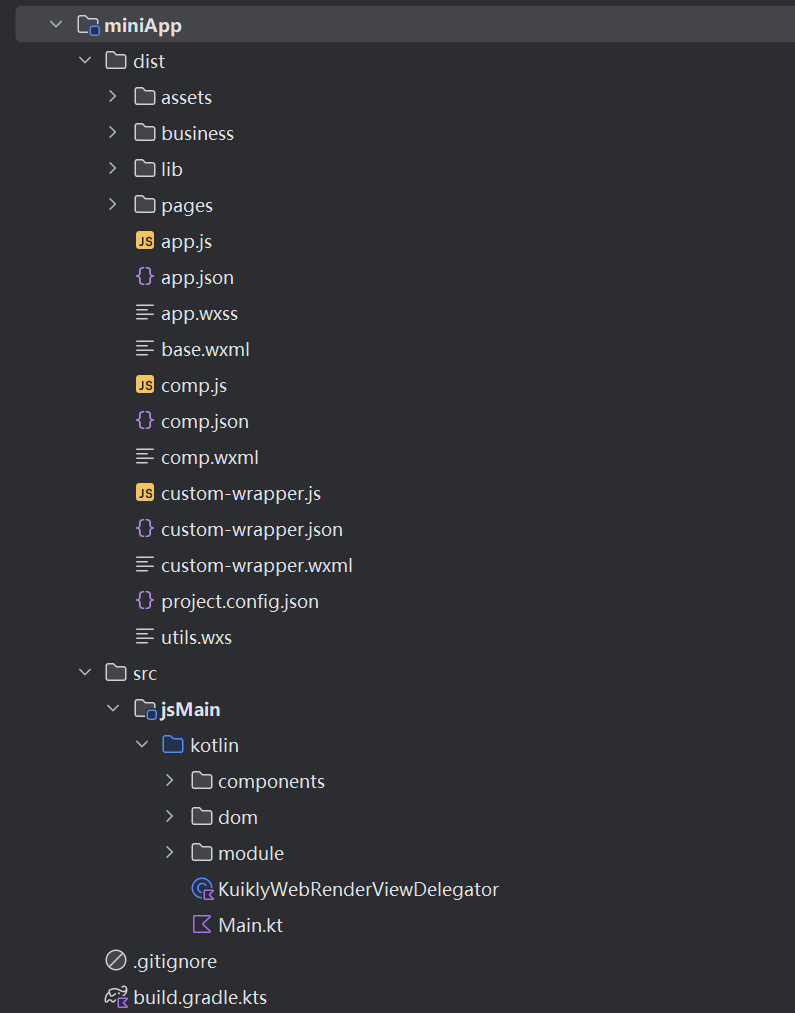 miniApp
dist
assets
business
lib
pages
JS app.js
{} app.json
app.wxss
base.wxml
JS comp.js
{} comp.json
comp.wxml
JS custom-wrapper.js
{} custom-wrapper.json
custom-wrapper.wxml
{} project.config.json
utils.wxs
src
jsMain
kotlin
components
dom
module
C KuiklyWebRenderViewDelegator
Main.kt
.gitignore
build.gradle.kts